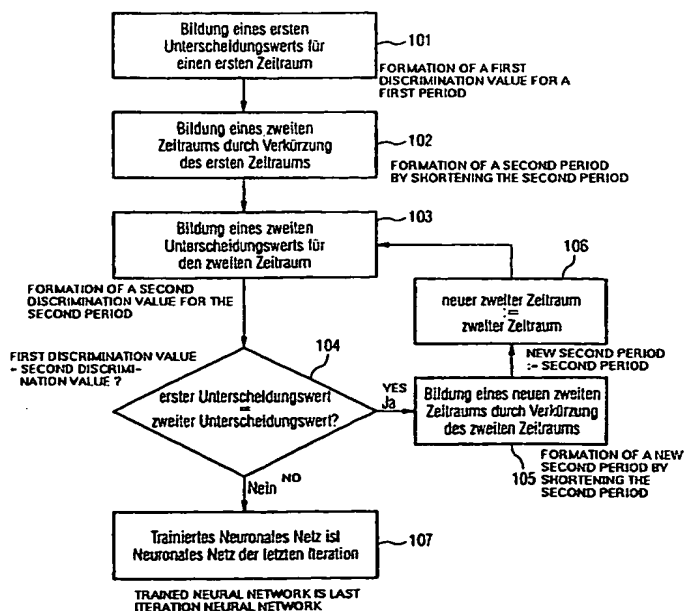 Bildung eines ersten
Unterscheidungswerts für
einen ersten Zeitraum
101
FORMATION OF A FIRST
DISCRIMINATION VALUE FOR A
FIRST PERIOD
Bildung eines zweiten
Zeitraums durch Verkürzung
des ersten Zeitraums
102
FORMATION OF A SECOND PERIOD
BY SHORTENING THE SECOND PERIOD
Bildung eines zweiten
Unterscheidungswerts für
den zweiten Zeitraum
103
FORMATION OF A SECOND
DISCRIMINATION VALUE FOR THE
SECOND PERIOD
106
neuer zweiter Zeitraum
:=
zweiter Zeitraum
NEW SECOND PERIOD
:- SECOND PERIOD
FIRST DISCRIMINATION VALUE
- SECOND DISCRIMI-
NATION VALUE ?
104
erster Unterscheidungswert
=
zweiter Unterscheidungswert?
YES
Ja
Bildung eines neuen zweiten
Zeitraums durch Verkürzung
des zweiten Zeitraums
105
FORMATION OF A NEW
SECOND PERIOD BY
SHORTENING THE
SECOND PERIOD
Nein NO
Trainiertes Neuronales Netz ist
Neuronales Netz der letzten Iteration
107
TRAINED NEURAL NETWORK IS LAST
ITERATION NEURAL NETWORK